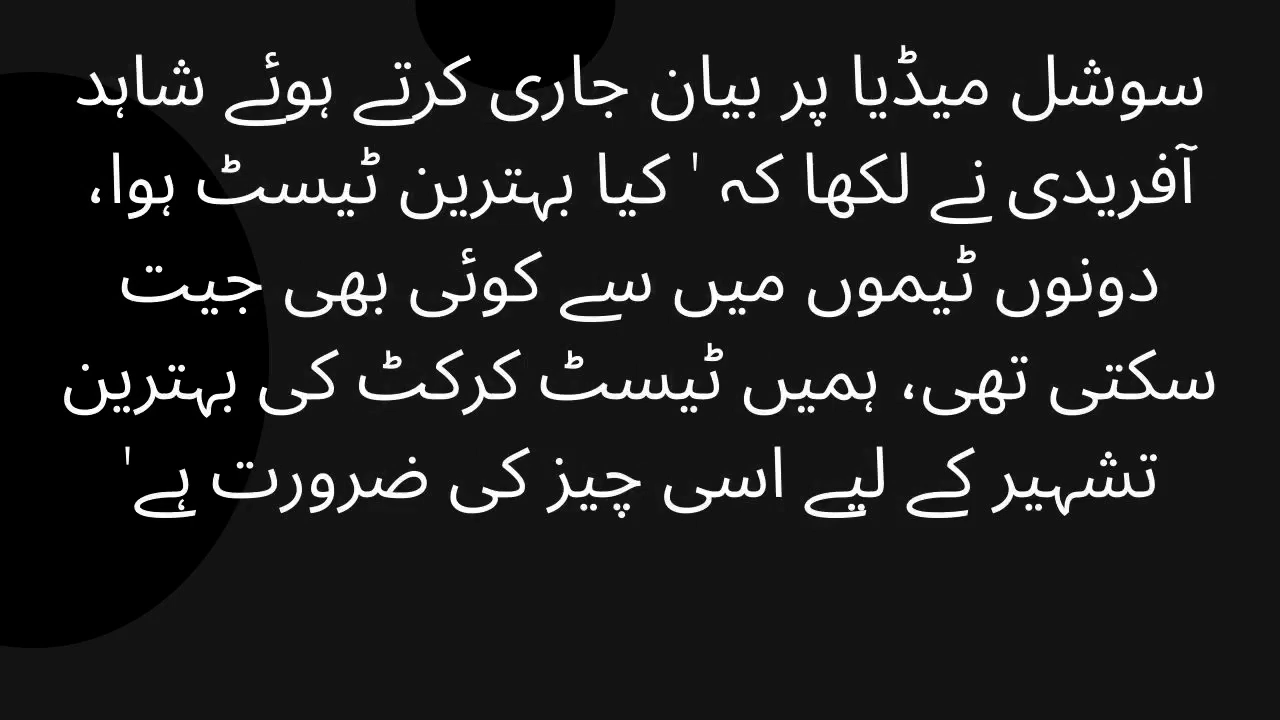 سوشل میڈیا پر بیان جاری کرتے ہوئے شاہد
آفریدی نے لکھا کہ ' کیا بہترین ٹیسٹ ہوا،
دونوں ٹیموں میں سے کوئی بھی جیت
سکتی تھی، ہمیں ٹیسٹ کرکٹ کی بہترین
تشہیر کے لیے اسی چیز کی ضرورت ہے'